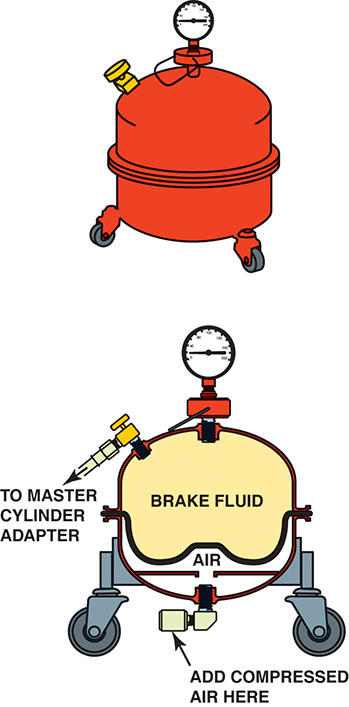 TO MASTER
CYLINDER
ADAPTER
BRAKE FLUID
AIR
ADD COMPRESSED
AIR HERE